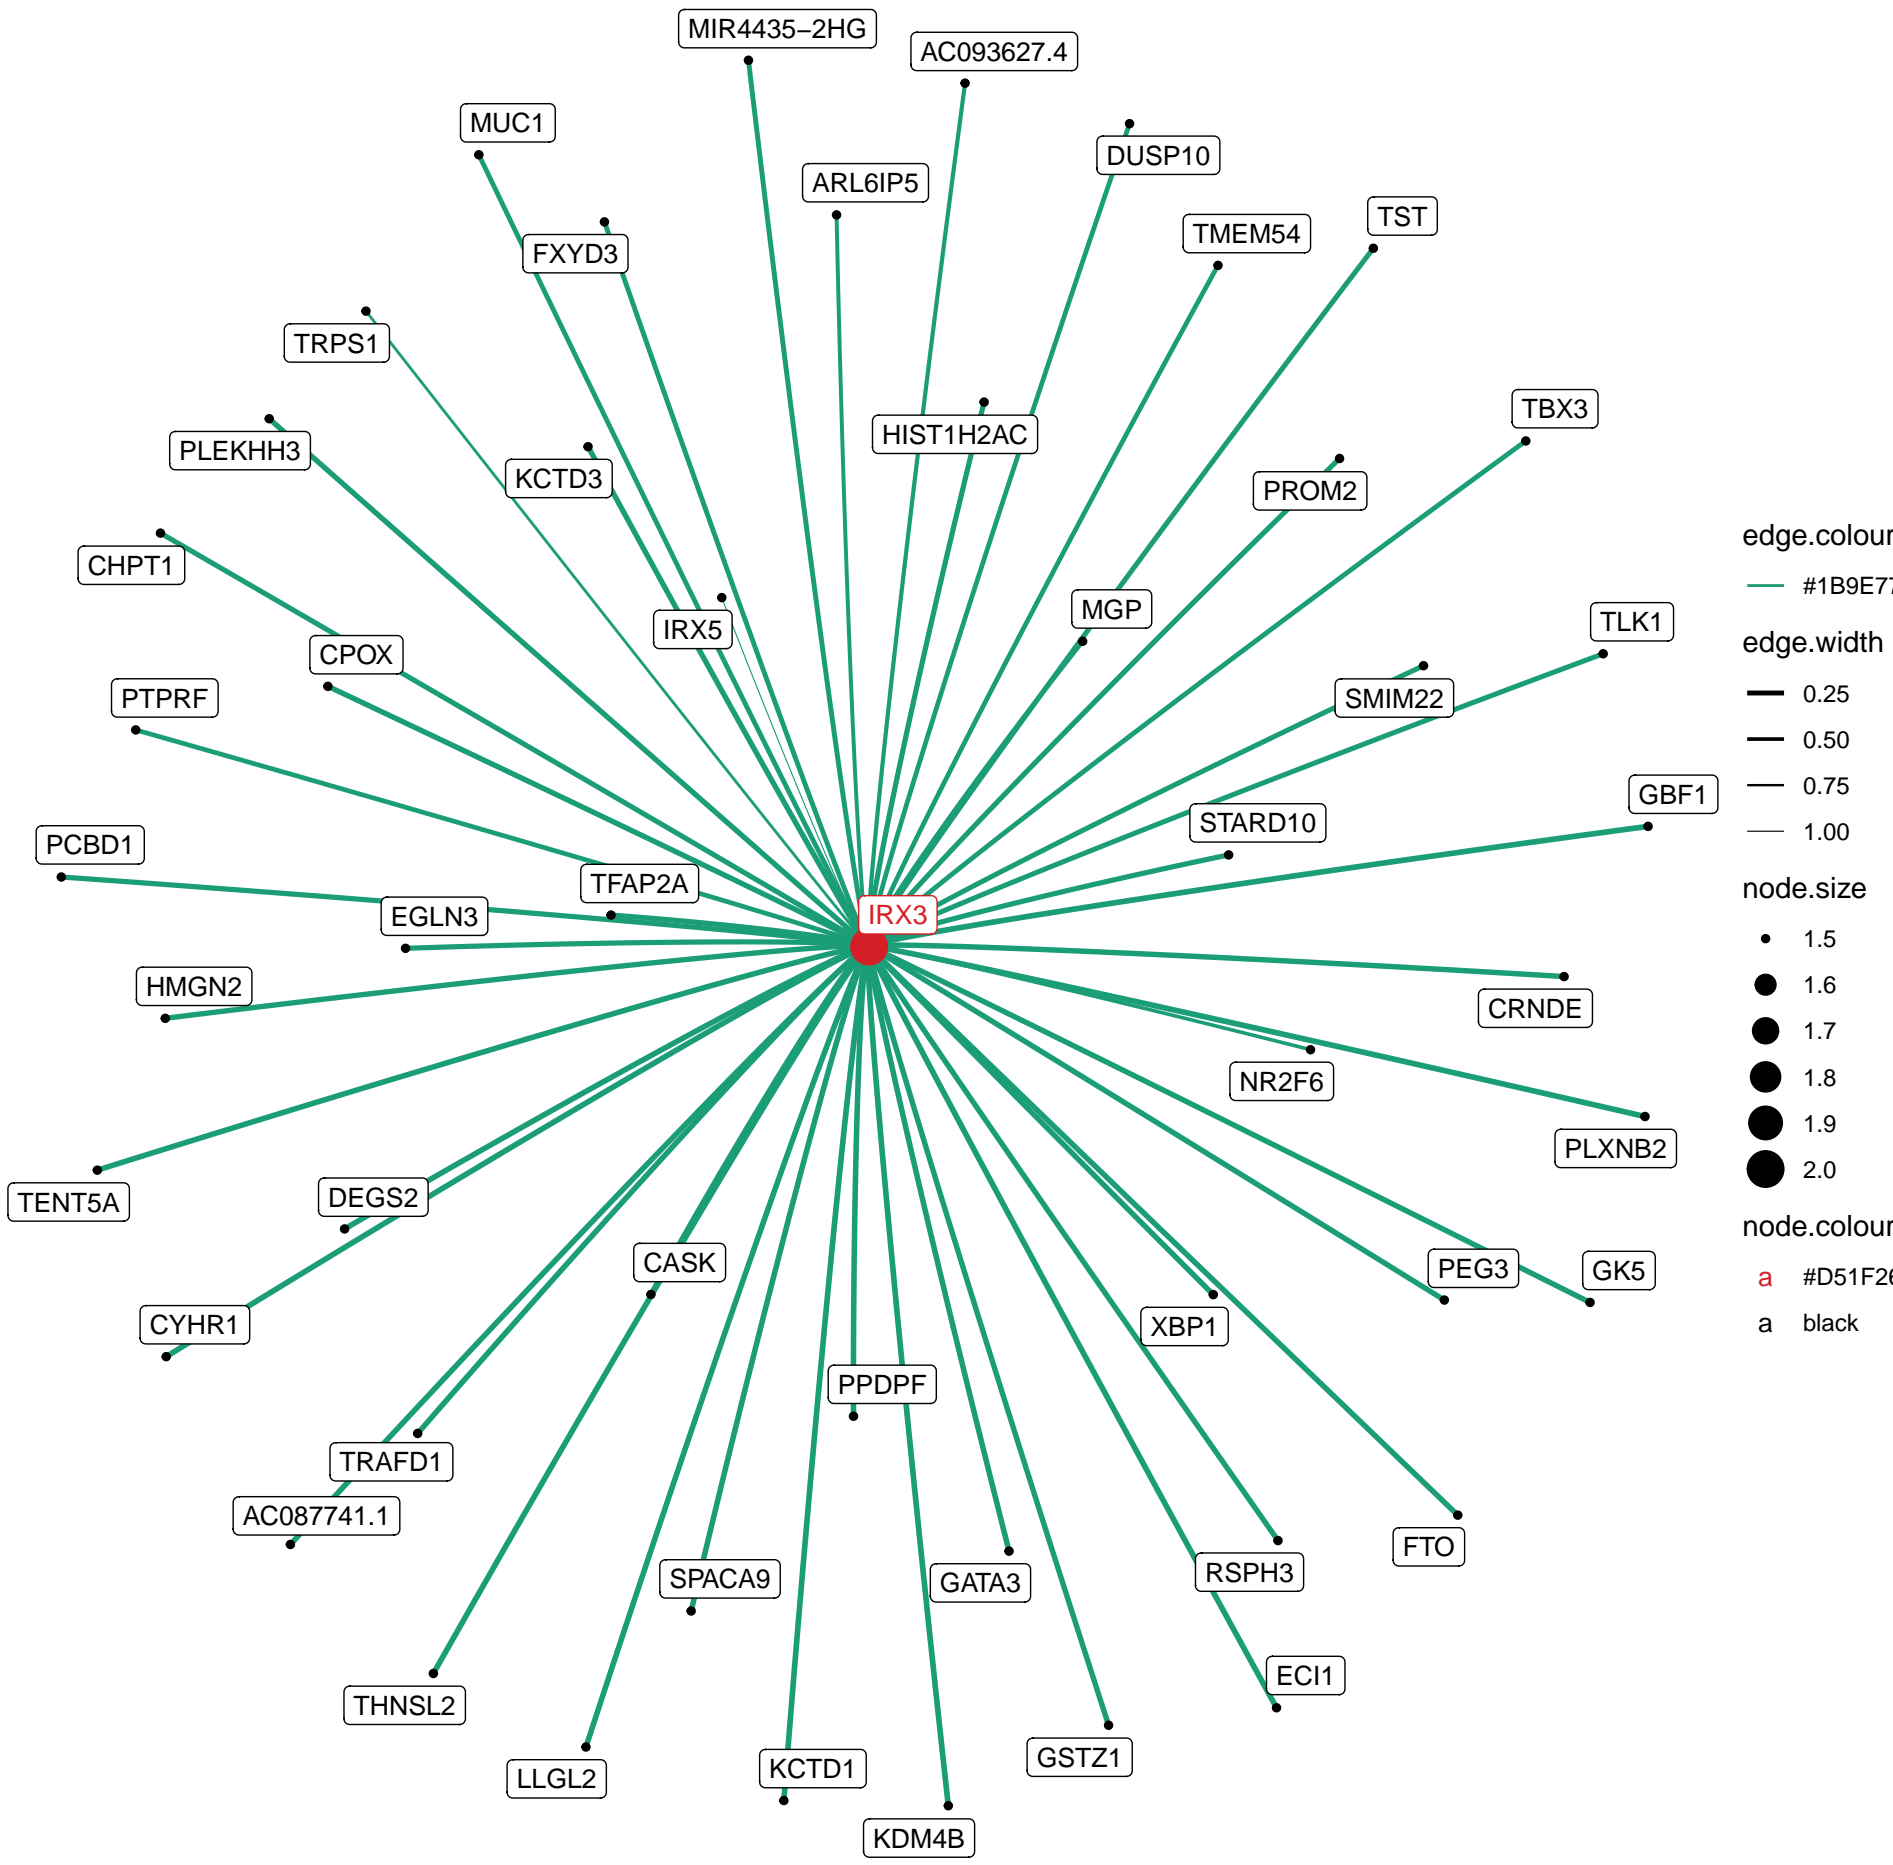 MIR4435−2HG
AC093627.4
MUC1
DUSP10
ARL6IP5
TST
TMEM54
FXYD3
TRPS1
TBX3
HIST1H2AC
PLEKHH3
KCTD3
PROM2
CHPT1
MGP
TLK1
IRX5
CPOX
PTPRF
SMIM22
GBF1
STARD10
PCBD1
TFAP2A
EGLN3
IRX3
HMGN2
CRNDE
NR2F6
PLXNB2
TENT5A
DEGS2
CASK
PEG3
GK5
CYHR1
XBP1
PPDPF
TRAFD1
AC087741.1
FTO
RSPH3
SPACA9
GATA3
ECI1
THNSL2
GSTZ1
KCTD1
LLGL2
KDM4B
edge.colour
#1B9E77
edge.width
0.25
0.50
0.75
1.00
node.size
1.5
1.6
1.7
1.8
1.9
2.0
node.colour
a #D51F26
a black